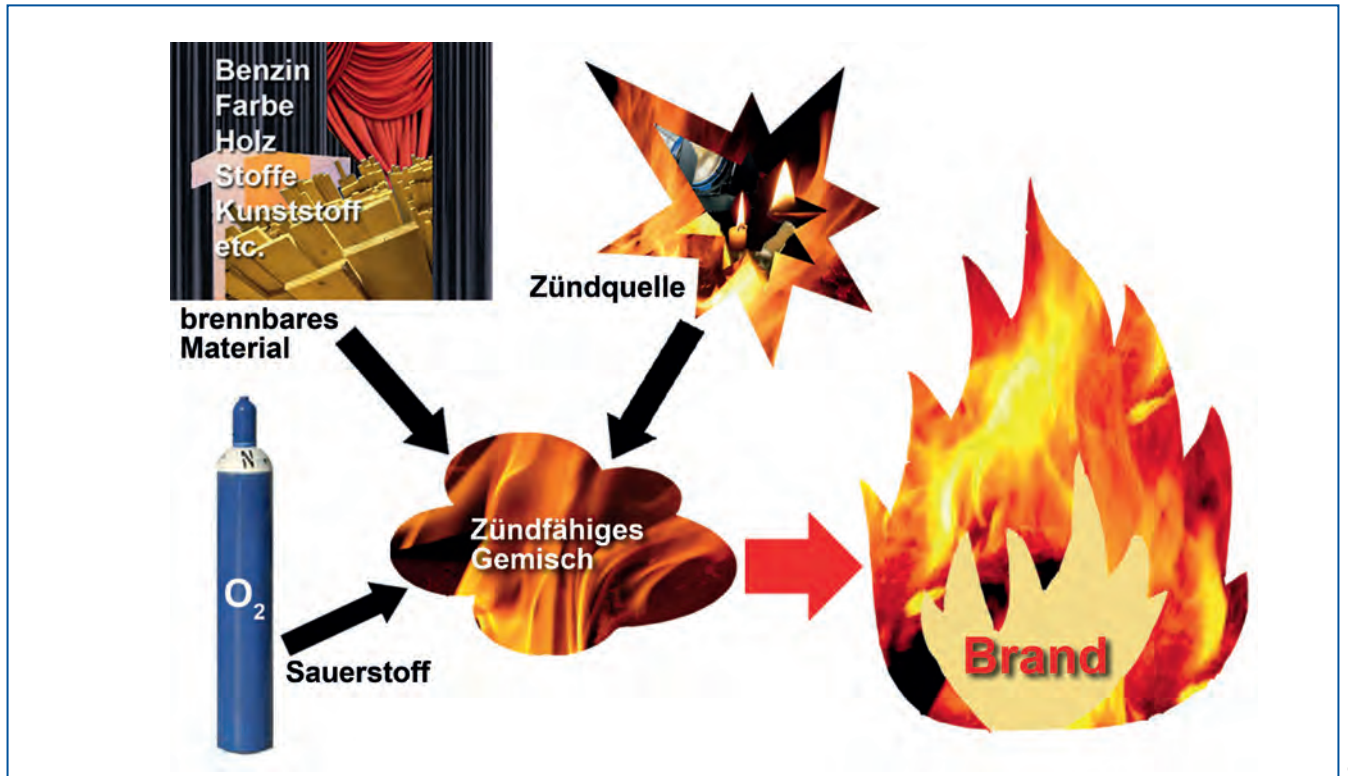 Benzin
Farbe
Holz
Stoffe
Kunststoff
etc.
brennbares
Material
Zündquelle
N
O₂
Sauerstoff
Zündfähiges
Gemisch
Brand